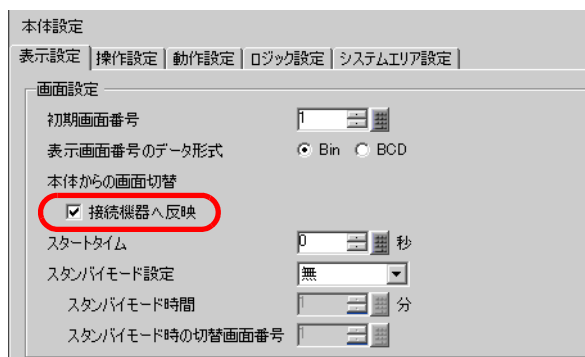 本体設定
表示設定 操作設定 動作設定 ロジック設定 システムエリア設定
画面設定
初期画面番号 1
表示画面番号のデータ形式 Bin BCD
本体からの画面切替
接続機器へ反映
スタートタイム 0 秒
スタンバイモード設定 無
スタンバイモード時間 1 分
スタンバイモード時の切替画面番号 1